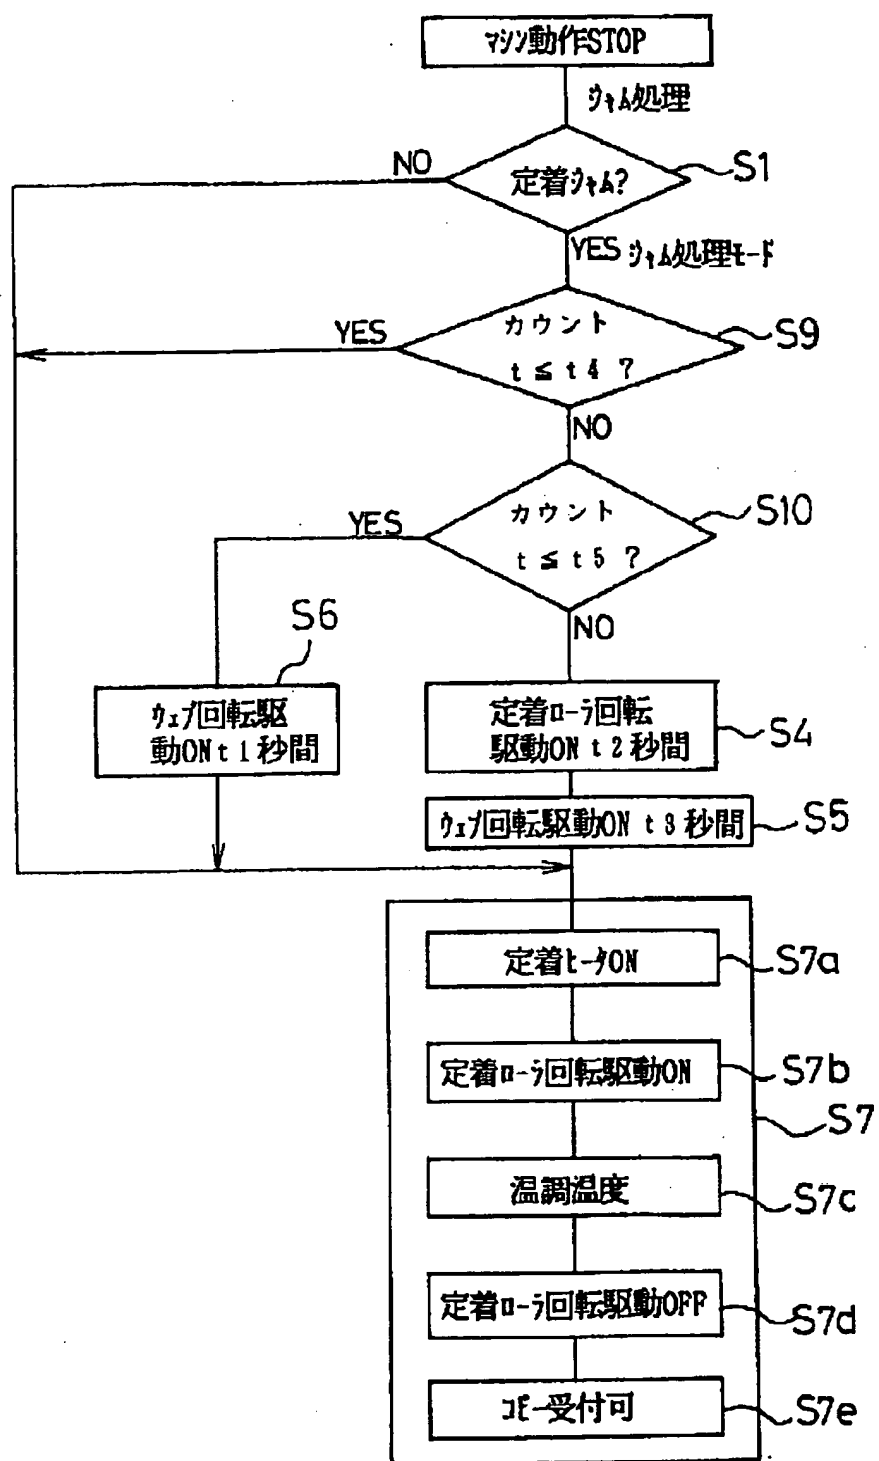 マシン動作STOP
ジャム処理
NO
定着ジャム?
S1
YES ジャム処理モード
YES
カウント
t≦t4?
S9
NO
YES
カウント
t≦t5?
S10
NO
S6
ウェブ回転駆
動ONt1秒間
定着ローラ回転
駆動ONt2秒間
S4
ウェブ回転駆動ON t3秒間
S5
定着ヒータON
S7a
定着ローラ回転駆動ON
S7b
S7
温調温度
S7c
定着ローラ回転駆動OFF
S7d
コピー受付可
S7e